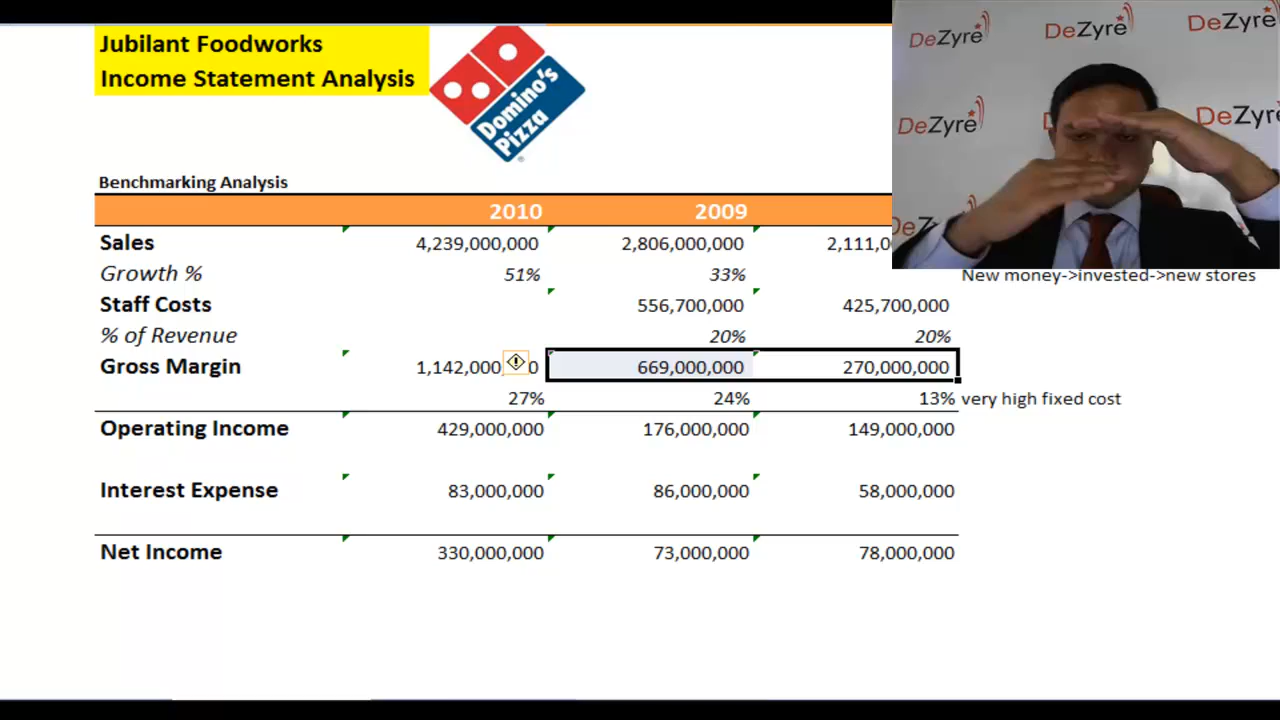 Jubilant Foodworks
Income Statement Analysis
Domino's
Pizza
®
DeZyre DeZyre DeZyre
DeZyre DeZyre
Benchmarking Analysis
2010 2009
Sales 4,239,000,000 2,806,000,000
Growth % 51% 33% New money->invested->new stores
Staff Costs 556,700,000 425,700,000
% of Revenue 20% 20%
Gross Margin 669,000,000 270,000,000
27% 24% 13% very high fixed cost
Operating Income 429,000,000 176,000,000 149,000,000
Interest Expense 83,000,000 86,000,000 58,000,000
Net Income 330,000,000 73,000,000 78,000,000